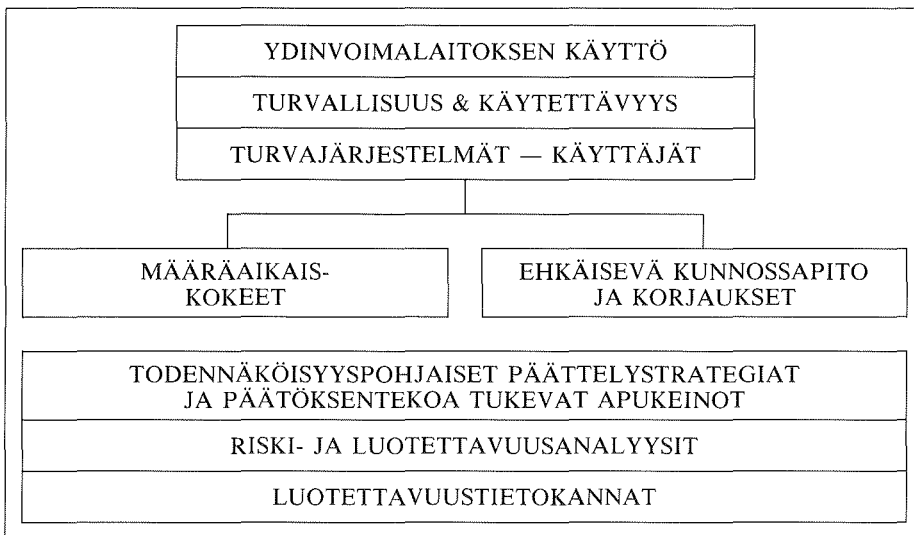 YDINVOIMALAITOKSEN KÄYTTÖ
TURVALLISUUS & KÄYTETTÄVYYS
TURVAJÄRJESTELMÄT — KÄYTTÄJÄT
MÄÄRÄAIKAIS-
KOKEET
EHKÄISEVÄ KUNNOSSAPITO
JA KORJAUKSET
TODENNÄKÖISYYSPOHJAISET PÄÄTTELYSTRATEGIAT
JA PÄÄTÖKSENTEKOA TUKEVAT APUKEINOT
RISKI- JA LUOTETTAVUUSANALYYSIT
LUOTETTAVUUSTIETOKANNAT